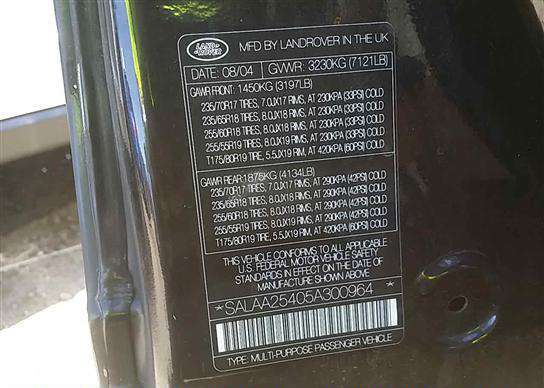 LAND-
ROVER
MFD BY LANDROVER IN THE UK
DATE: 08/04 GVWR: 3230KG (7121LB)
GAWR FRONT: 1450KG (3197LB)
235/70R17 TIRES, 7.0JX17 RIMS, AT 230KPA (33PSI) COLD
235/65R18 TIRES, 8.0JX18 RIMS, AT 230KPA (33PSI) COLD
255/60R18 TIRES, 8.0JX18 RIMS, AT 230KPA (33PSI) COLD
255/55R19 TIRES, 8.0JX19 RIMS, AT 230KPA (33PSI) COLD
T175/80R19 TIRE, 5.5JX19 RIM, AT 420KPA (60PSI) COLD
GAWR REAR:1875KG (4134LB)
235/70R17 TIRES, 7.0JX17 RIMS, AT 290KPA (42PSI) COLD
235/65R18 TIRES, 8.0JX18 RIMS, AT 290KPA (42PSI) COLD
255/60R18 TIRES, 8.0JX18 RIMS, AT 290KPA (42PSI) COLD
255/55R19 TIRES, 8.0JX19 RIMS, AT 290KPA (42PSI) COLD
T175/80R19 TIRE, 5.5JX19 RIM, AT 420KPA (60PSI) COLD
THIS VEHICLE CONFORMS TO ALL APPLICABLE
U.S. FEDERAL MOTOR VEHICLE SAFETY
STANDARDS IN EFFECT ON THE DATE OF
MANUFACTURE SHOWN ABOVE
*SALAA25405A300964*
TYPE: MULTI-PURPOSE PASSENGER VEHICLE